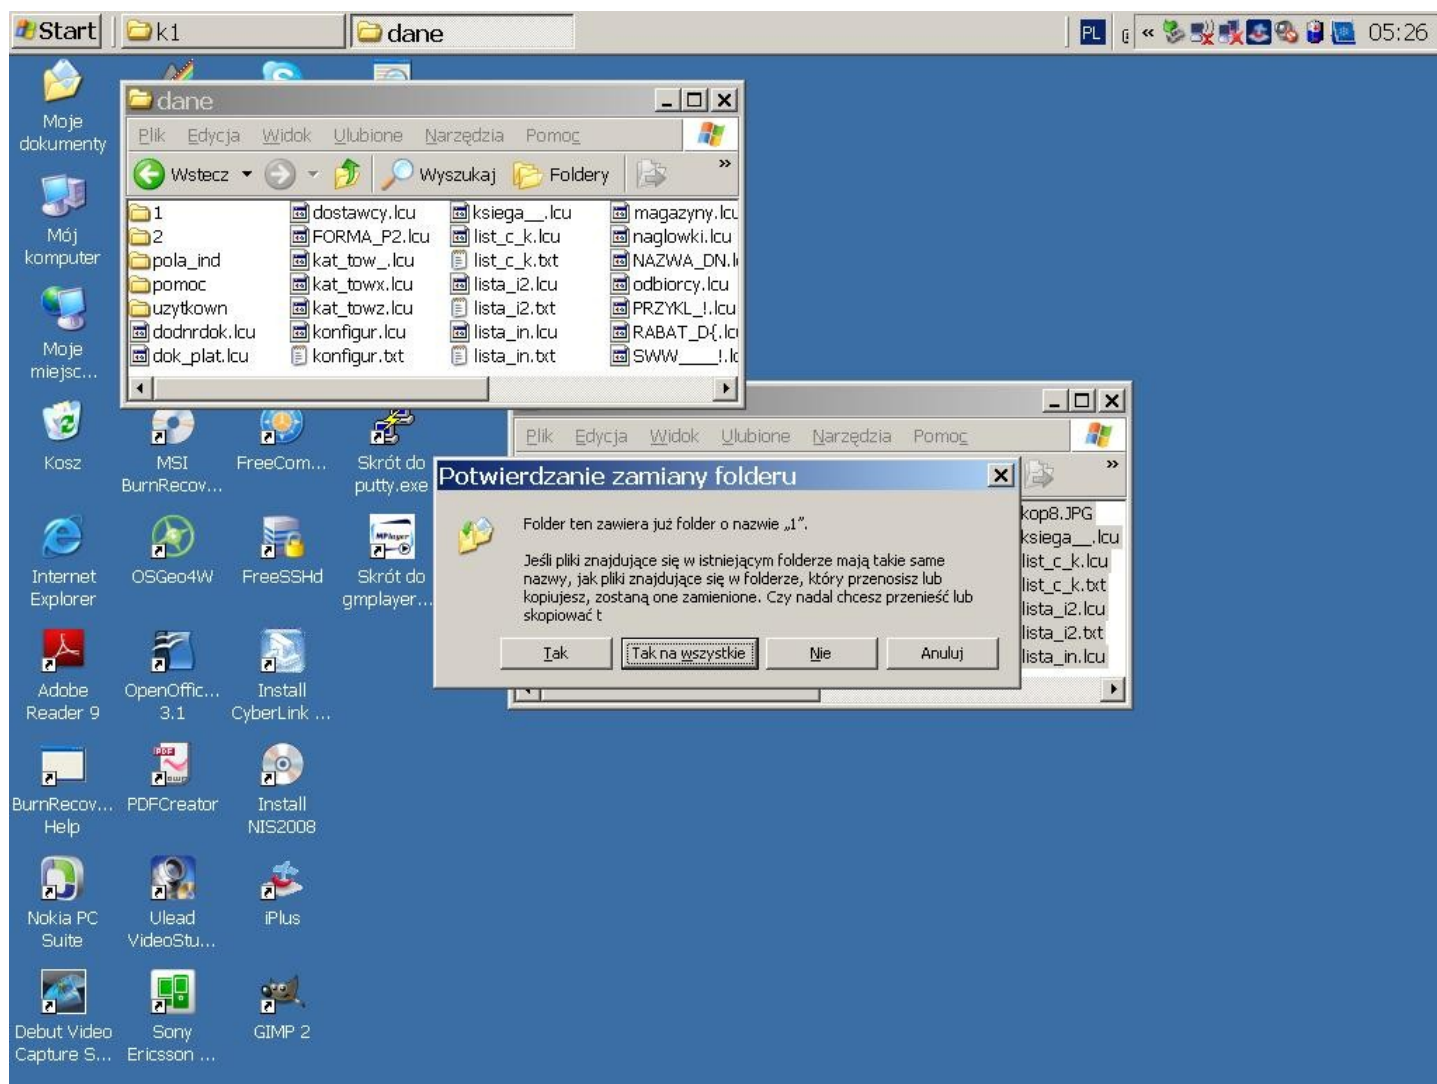 Start
k1
dane
PL
«
05:26
Moje
dokumenty
Mój
komputer
Moje
miejsc...
Kosz
MSI
BurnRecov...
FreeCom...
Skrót do
putty.exe
Internet
Explorer
OSGeo4W
FreeSSHd
Skrót do
gmplayer...
MPlayer
Adobe
Reader 9
OpenOffic...
3.1
Install
CyberLink ...
BurnRecov...
Help
PDFCreator
Install
NIS2008
Nokia PC
Suite
Ulead
VideoStu...
iPlus
Debut Video
Capture S...
Sony
Ericsson ...
GIMP 2
dane
Plik Edycja Widok Ulubione Narzędzia Pomoc
Wstecz Wyszukaj Foldery »
1 dostawcy.lcu ksiega__.lcu magazyny.lcu
2 FORMA_P2.lcu list_c_k.lcu naglowki.lcu
pola_ind kat_tow_.lcu list_c_k.txt NAZWA_DN.l
pomoc kat_towx.lcu lista_i2.lcu odbiorcy.lcu
uzytkown kat_towz.lcu lista_i2.txt PRZYKL_!.lcu
dodnrdok.lcu konfigur.lcu lista_in.lcu RABAT_D{.lc
dok_plat.lcu konfigur.txt lista_in.txt SWW____!.lc
Plik Edycja Widok Ulubione Narzędzia Pomoc
»
kop8.JPG
ksiega__.lcu
list_c_k.lcu
list_c_k.txt
lista_i2.lcu
lista_i2.txt
lista_in.lcu
Potwierdzanie zamiany folderu
Folder ten zawiera już folder o nazwie „1”.
Jeśli pliki znajdujące się w istniejącym folderze mają takie same
nazwy, jak pliki znajdujące się w folderze, który przenosisz lub
kopiujesz, zostaną one zamienione. Czy nadal chcesz przenieść lub
skopiować t
Tak Tak na wszystkie Nie Anuluj